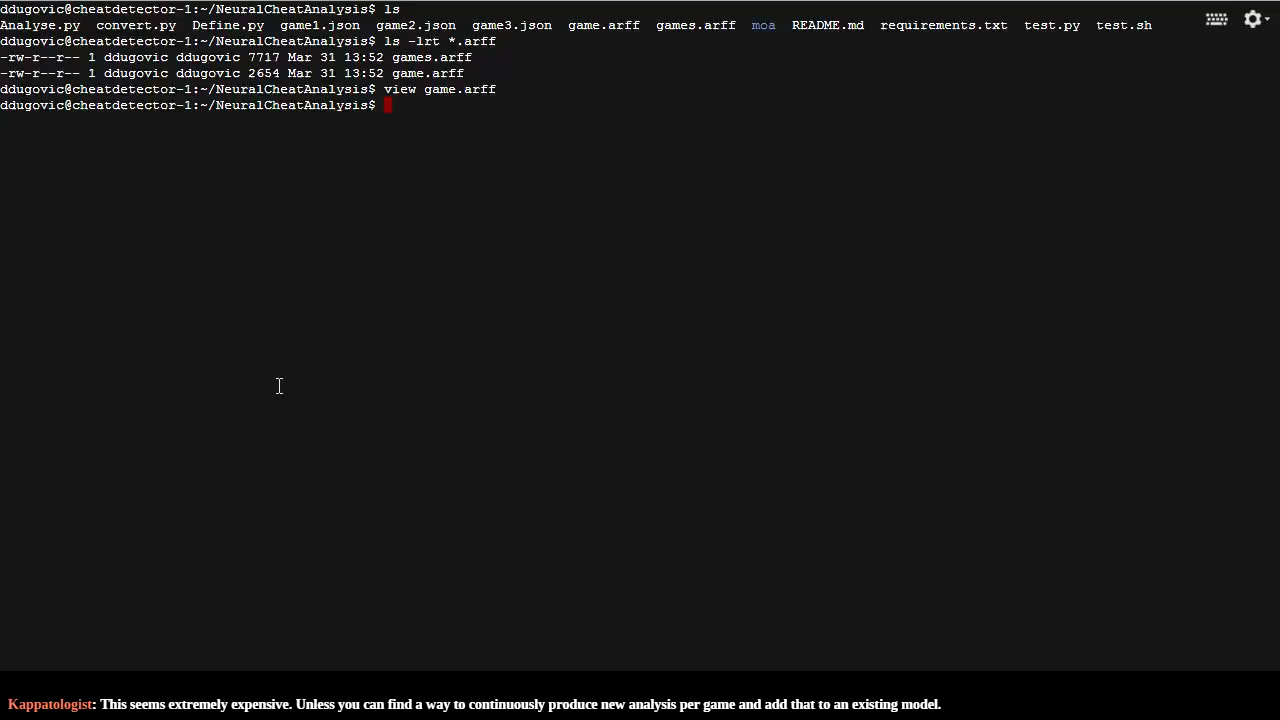 ddugovic@cheatdetector-1:~/NeuralCheatAnalysis$ ls
Analyse.py  convert.py  Define.py  game1.json  game2.json  game3.json  game.arff  games.arff  moa  README.md  requirements.txt  test.py  test.sh
ddugovic@cheatdetector-1:~/NeuralCheatAnalysis$ ls -lrt *.arff
-rw-r--r-- 1 ddugovic ddugovic 7717 Mar 31 13:52 games.arff
-rw-r--r-- 1 ddugovic ddugovic 2654 Mar 31 13:52 game.arff
ddugovic@cheatdetector-1:~/NeuralCheatAnalysis$ view game.arff
ddugovic@cheatdetector-1:~/NeuralCheatAnalysis$
Kappatologist: This seems extremely expensive. Unless you can find a way to continuously produce new analysis per game and add that to an existing model.